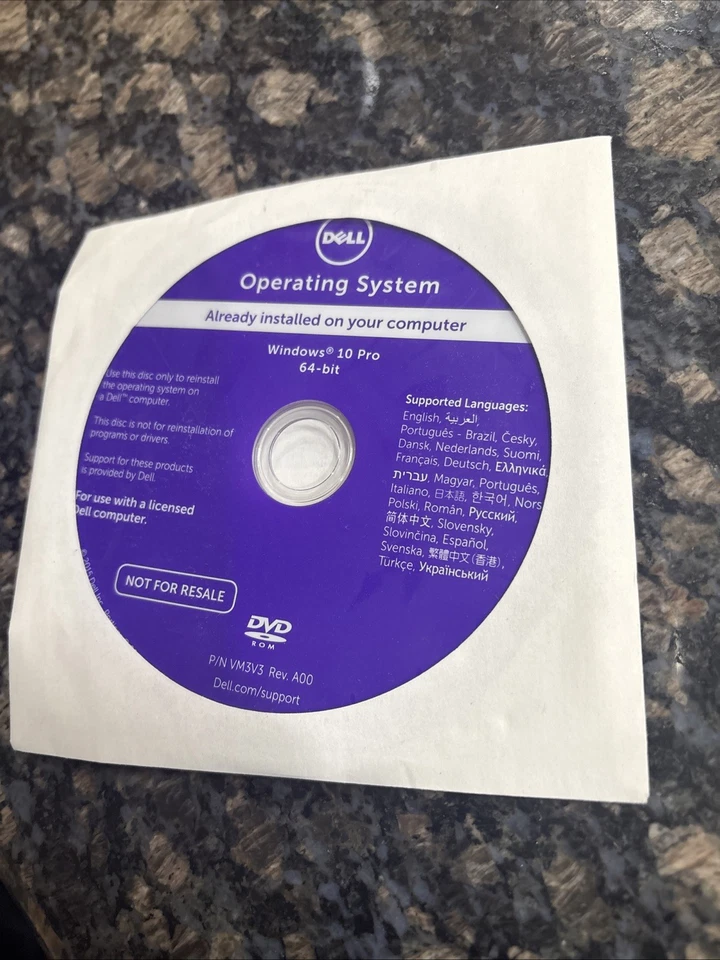 DELL
Operating System
Already installed on your computer
Windows® 10 Pro
64-bit
Use this disc only to reinstall
the operating system on
a Dell™ computer.
This disc is not for reinstallation of
programs or drivers.
Support for these products
is provided by Dell.
For use with a licensed
Dell computer.
Supported Languages:
English, العربية,
Português - Brazil, Česky,
Dansk, Nederlands, Suomi,
Français, Deutsch, Ελληνικά,
עברית, Magyar, Português,
Italiano, 日本語, 한국어, Nors
Polski, Român, Русский,
简体中文, Slovensky,
Slovinčina, Español,
Svenska, 繁體中文(香港),
Türkçe, Український
© 2015 Dell Inc.
NOT FOR RESALE
DVD
ROM
P/N VM3V3 Rev. A00
Dell.com/support